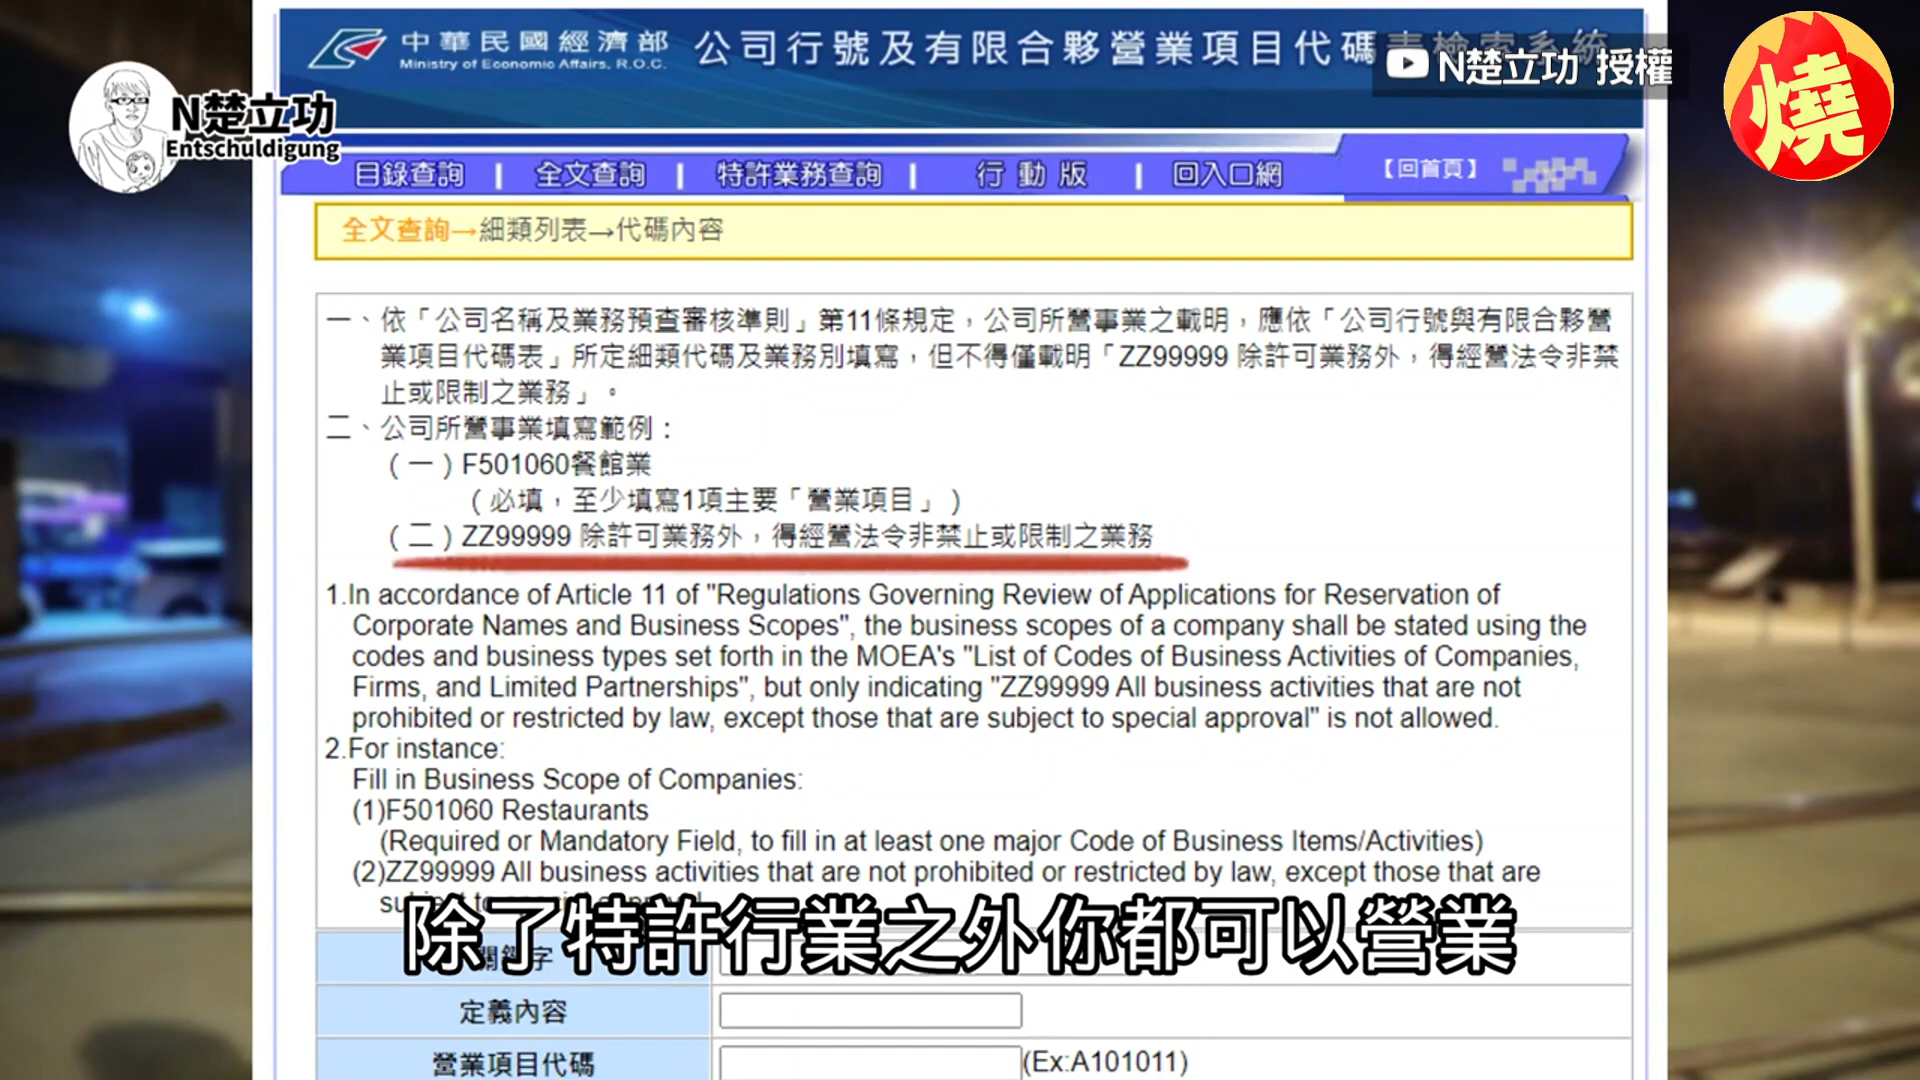 中華民國經濟部
Ministry of Economic Affairs, R.O.C.
公司行號及有限合夥營業項目代碼表檢索系統
N楚立功 授權
燒
N楚立功
Entschuldigung
目錄查詢 | 全文查詢 | 特許業務查詢 | 行動版 | 回入口網
【回首頁】
全文查詢→細類列表→代碼內容
一、依「公司名稱及業務預查審核準則」第11條規定，公司所營事業之載明，應依「公司行號與有限合夥營
業項目代碼表」所定細類代碼及業務別填寫，但不得僅載明「ZZ99999 除許可業務外，得經營法令非禁
止或限制之業務」。
二、公司所營事業填寫範例：
（一）F501060餐館業
（必填，至少填寫1項主要「營業項目」）
（二）ZZ99999 除許可業務外，得經營法令非禁止或限制之業務
1.In accordance of Article 11 of "Regulations Governing Review of Applications for Reservation of
Corporate Names and Business Scopes", the business scopes of a company shall be stated using the
codes and business types set forth in the MOEA's "List of Codes of Business Activities of Companies,
Firms, and Limited Partnerships", but only indicating "ZZ99999 All business activities that are not
prohibited or restricted by law, except those that are subject to special approval" is not allowed.
2.For instance:
Fill in Business Scope of Companies:
(1)F501060 Restaurants
(Required or Mandatory Field, to fill in at least one major Code of Business Items/Activities)
(2)ZZ99999 All business activities that are not prohibited or restricted by law, except those that are
除了特許行業之外你都可以營業
關鍵字
定義內容
營業項目代碼 (Ex:A101011)